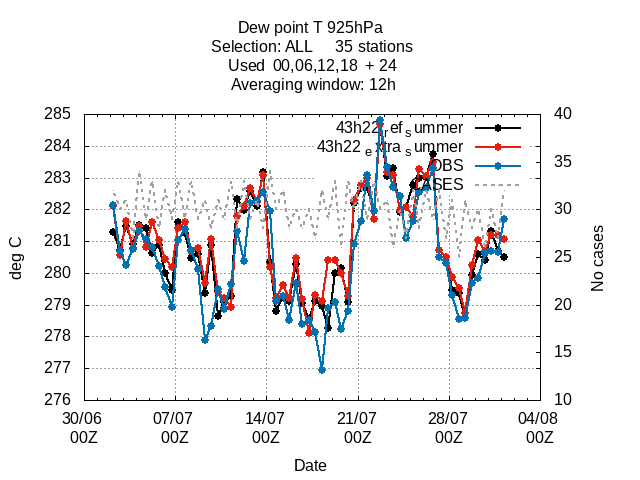 Dew point T 925hPa
Selection: ALL 35 stations
Used 00,06,12,18 + 24
Averaging window: 12h
285
284
283
282
281
280
279
278
277
276
40
35
30
25
20
15
10
43h22_ref_summer
43h22_extra_summer
OBS
deg C
No cases
30/06 07/07 14/07 21/07 28/07 04/08
00Z 00Z 00Z 00Z 00Z 00Z
Date